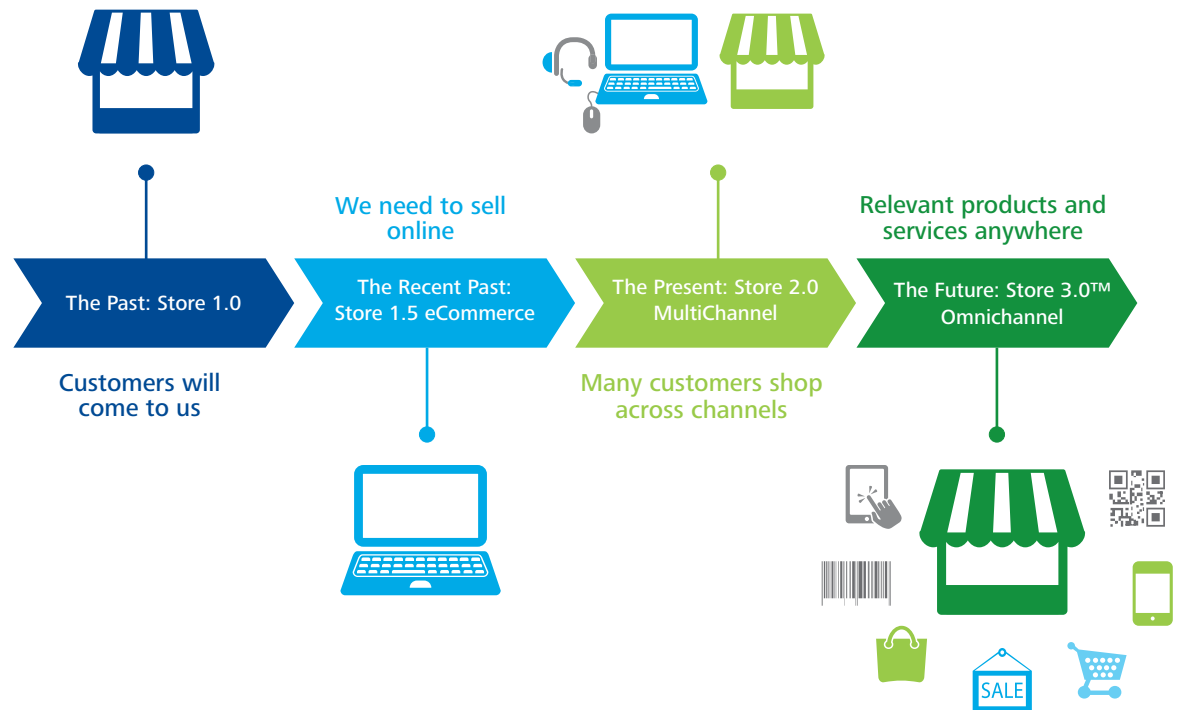 We need to sell
online
Relevant products and
services anywhere
The Past: Store 1.0
The Recent Past:
Store 1.5 eCommerce
The Present: Store 2.0
MultiChannel
The Future: Store 3.0™
Omnichannel
Customers will
come to us
Many customers shop
across channels
SALE